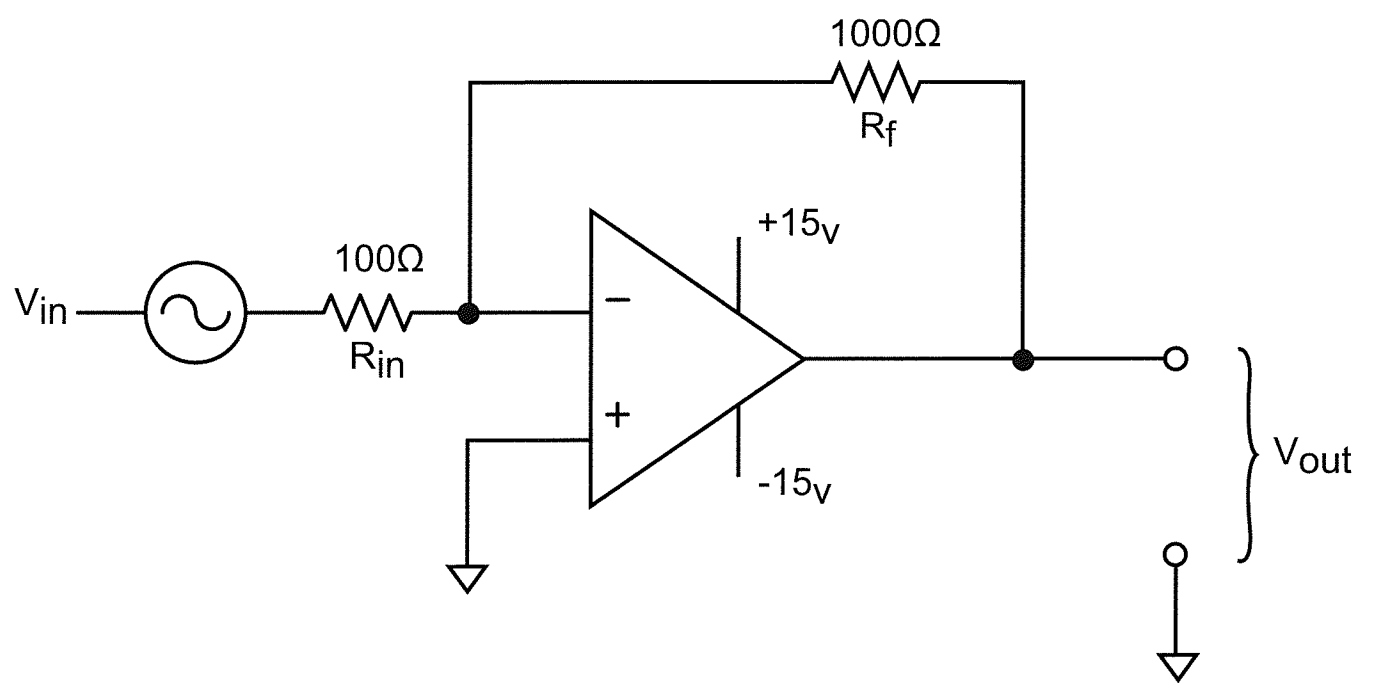 1000Ω
Rf
+15v
100Ω
Vin
−
Rin
+
-15v
Vout